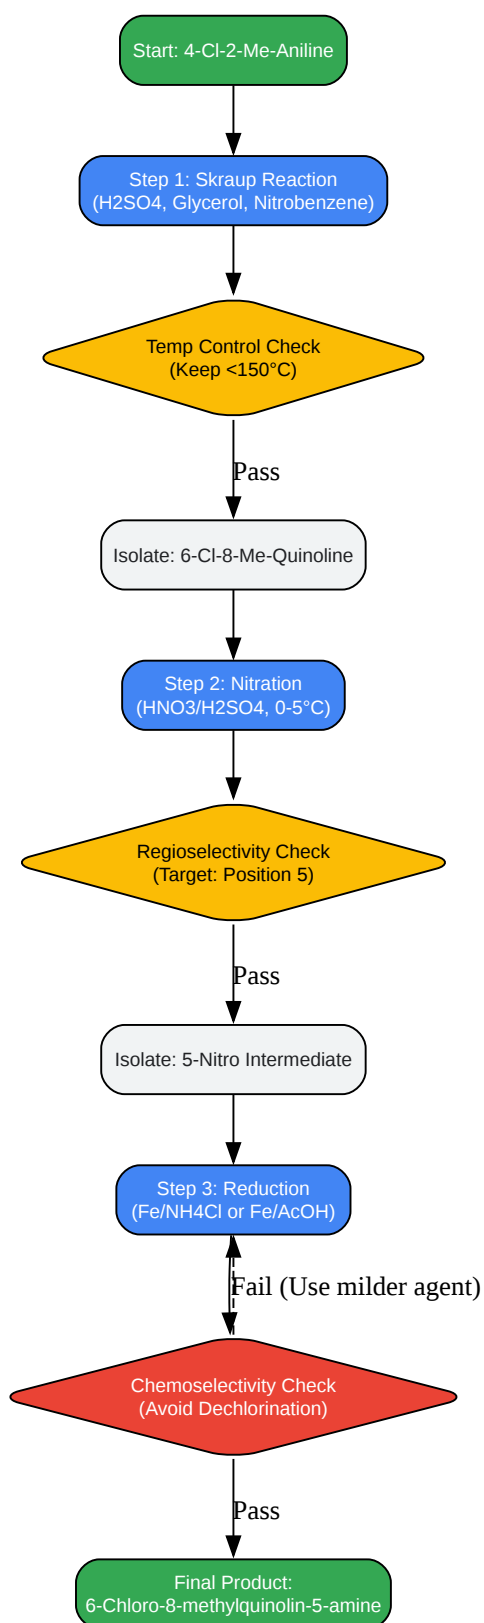 Start: 4-Cl-2-Me-Aniline
Step 1: Skraup Reaction
(H2SO4, Glycerol, Nitrobenzene)
Temp Control Check
(Keep <150°C)
Pass
Isolate: 6-Cl-8-Me-Quinoline
Step 2: Nitration
(HNO3/H2SO4, 0-5°C)
Regioselectivity Check
(Target: Position 5)
Pass
Isolate: 5-Nitro Intermediate
Step 3: Reduction
(Fe/NH4Cl or Fe/AcOH)
Fail (Use milder agent)
Chemoselectivity Check
(Avoid Dechlorination)
Pass
Final Product:
6-Chloro-8-methylquinolin-5-amine